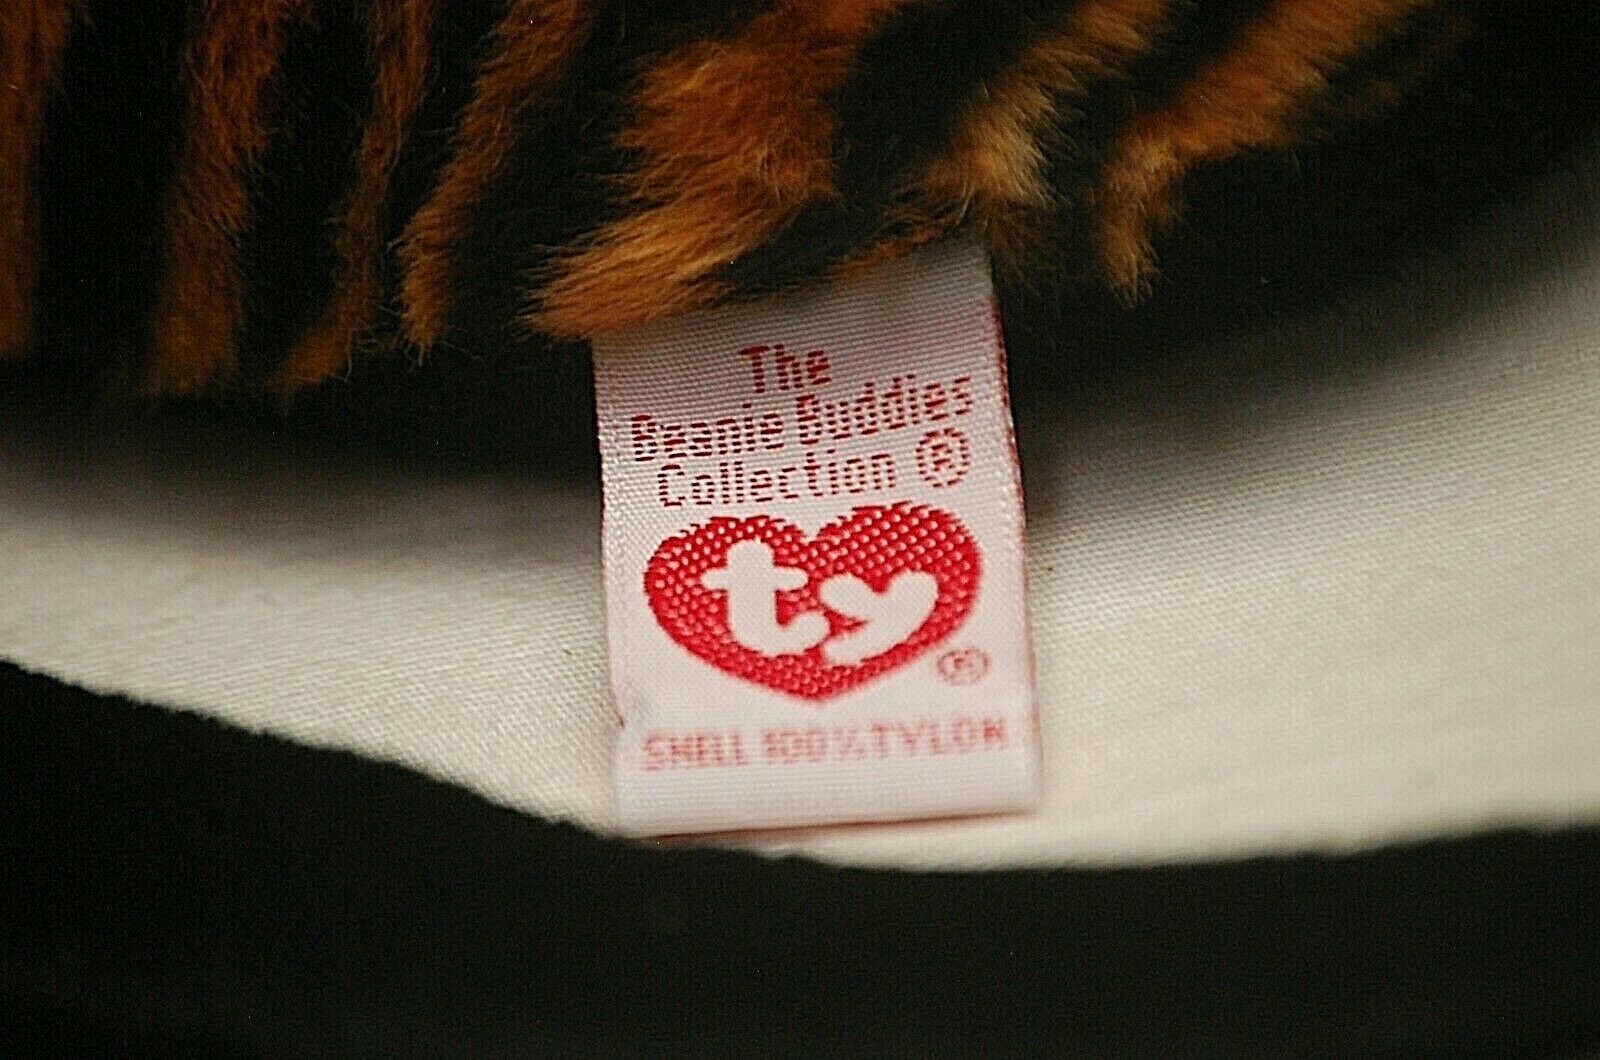 The
Beanie Buddies
Collection ®
ty
®
SHELL 100% TYLON